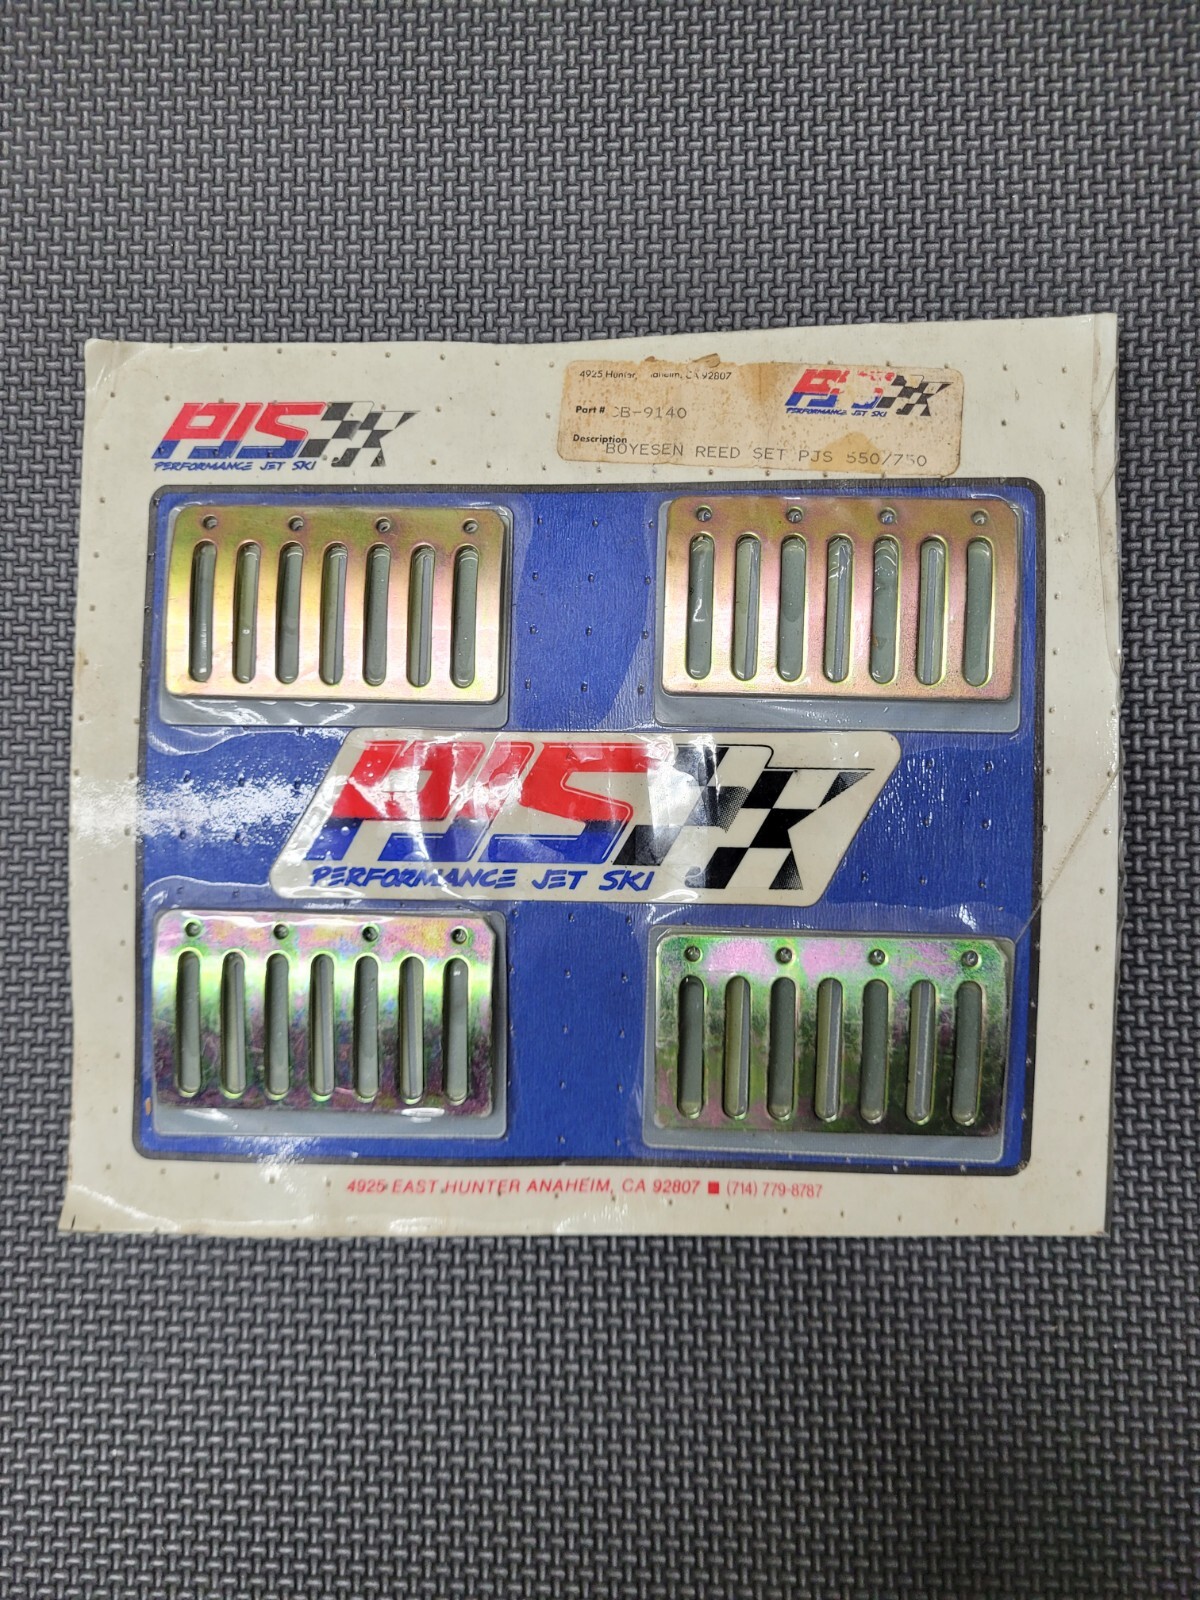 PJS
PERFORMANCE JET SKI
4925 Hunter, CA 92807
Part # CB-9140
Description
BOYESEN REED SET PJS 550/750
PJS
PERFORMANCE JET SKI
PJS
PERFORMANCE JET SKI
4925 EAST HUNTER ANAHEIM, CA 92807 ■ (714) 779-8787